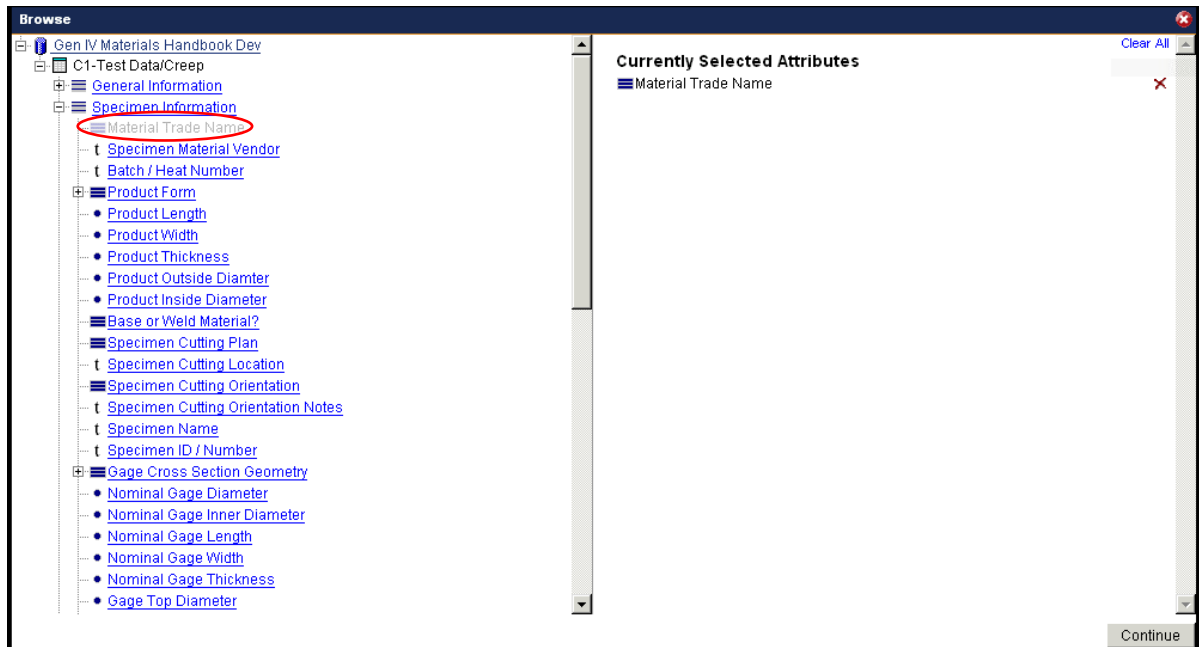 Browse
Gen IV Materials Handbook Dev
C1-Test Data/Creep
General Information
Specimen Information
Material Trade Name
t Specimen Material Vendor
t Batch / Heat Number
Product Form
Product Length
Product Width
Product Thickness
Product Outside Diamter
Product Inside Diameter
Base or Weld Material?
Specimen Cutting Plan
t Specimen Cutting Location
Specimen Cutting Orientation
t Specimen Cutting Orientation Notes
t Specimen Name
t Specimen ID / Number
Gage Cross Section Geometry
Nominal Gage Diameter
Nominal Gage Inner Diameter
Nominal Gage Length
Nominal Gage Width
Nominal Gage Thickness
Gage Top Diameter
Clear All
Currently Selected Attributes
Material Trade Name
Continue